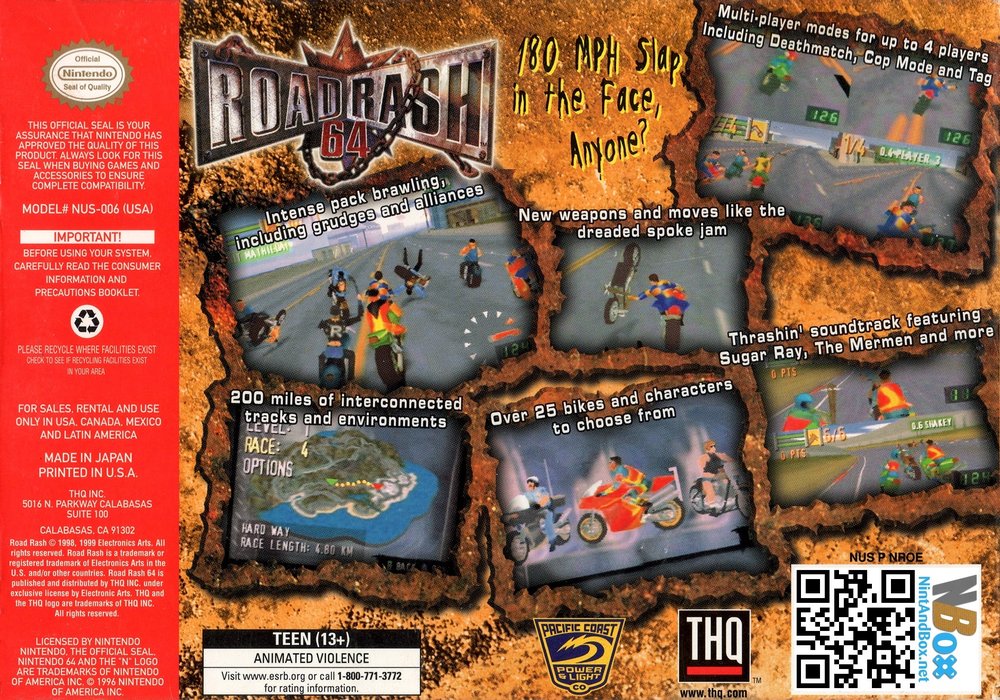 Official
Nintendo
Seal of Quality
THIS OFFICIAL SEAL IS YOUR
ASSURANCE THAT NINTENDO HAS
APPROVED THE QUALITY OF THIS
PRODUCT. ALWAYS LOOK FOR THIS
SEAL WHEN BUYING GAMES AND
ACCESSORIES TO ENSURE
COMPLETE COMPATIBILITY.
MODEL# NUS-006 (USA)
IMPORTANT!
BEFORE USING YOUR SYSTEM,
CAREFULLY READ THE CONSUMER
INFORMATION AND
PRECAUTIONS BOOKLET.
PLEASE RECYCLE WHERE FACILITIES EXIST
CHECK TO SEE IF RECYCLING FACILITIES EXIST
IN YOUR AREA
FOR SALES, RENTAL AND USE
ONLY IN USA, CANADA, MEXICO
AND LATIN AMERICA
MADE IN JAPAN
PRINTED IN U.S.A.
THQ INC.
5016 N. PARKWAY CALABASAS
SUITE 100
CALABASAS, CA 91302
Road Rash © 1998, 1999 Electronics Arts. All
rights reserved. Road Rash is a trademark or
registered trademark of Electronics Arts in the
U.S. and/or other countries. Road Rash 64 is
published and distributed by THQ INC. under
exclusive license by Electronic Arts. THQ and
the THQ logo are trademarks of THQ INC.
All rights reserved.
LICENSED BY NINTENDO
NINTENDO, THE OFFICIAL SEAL,
NINTENDO 64 AND THE "N" LOGO
ARE TRADEMARKS OF NINTENDO
OF AMERICA INC. © 1996 NINTENDO
OF AMERICA INC.
ROAD RASH
64
180 MPH Slap
in the Face,
Anyone?
Multi-player modes for up to 4 players
Including Deathmatch, Cop Mode and Tag
126
126
1/4
0.4 PLAYER 3
Intense pack brawling,
including grudges and alliances
124
New weapons and moves like the
dreaded spoke jam
Thrashin' soundtrack featuring
Sugar Ray, The Mermen and more
0 PTS
11
5/5
0.6 SHAKEY
0 PTS
124
200 miles of interconnected
tracks and environments
LEVEL:
RACE: 4
OPTIONS
HARD WAY
RACE LENGTH: 4.80 KM
Over 25 bikes and characters
to choose from
TEEN (13+)
ANIMATED VIOLENCE
Visit www.esrb.org or call 1-800-771-3772
for rating information.
PACIFIC COAST
POWER
& LIGHT
CO
THQ
TM
www.thq.com
NUS P NROE
NBox
NintAndBox.net